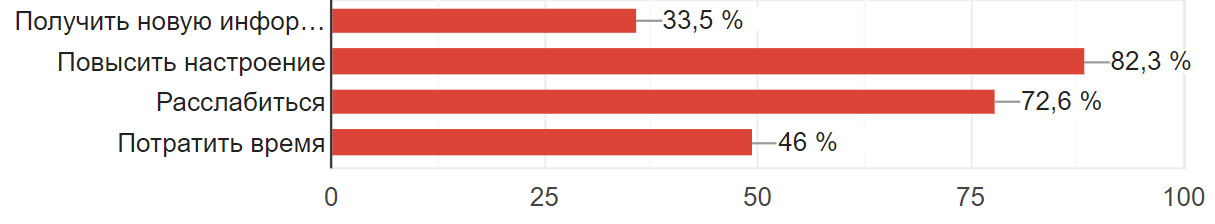 Получить новую инфор… 33,5 %
Повысить настроение 82,3 %
Расслабиться 72,6 %
Потратить время 46 %
0 25 50 75 100